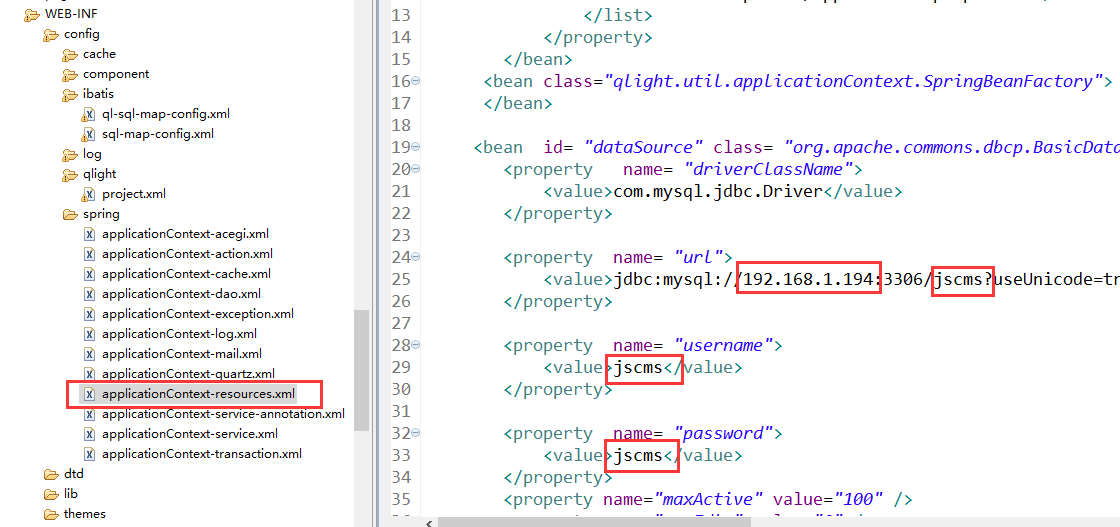 WEB-INF
config
cache
component
ibatis
ql-sql-map-config.xml
sql-map-config.xml
log
qlight
project.xml
spring
applicationContext-acegi.xml
applicationContext-action.xml
applicationContext-cache.xml
applicationContext-dao.xml
applicationContext-exception.xml
applicationContext-log.xml
applicationContext-mail.xml
applicationContext-quartz.xml
applicationContext-resources.xml
applicationContext-service-annotation.xml
applicationContext-service.xml
applicationContext-transaction.xml
dtd
lib
themes
13 </list>
14 </property>
15 </bean>
16 <bean class="qlight.util.applicationContext.SpringBeanFactory">
17 </bean>
18
19 <bean id= "dataSource" class= "org.apache.commons.dbcp.BasicData
20 <property name= "driverClassName">
21 <value>com.mysql.jdbc.Driver</value>
22 </property>
23
24 <property name= "url">
25 <value>jdbc:mysql://192.168.1.194:3306/jscms?useUnicode=tr
26 </property>
27
28 <property name= "username">
29 <value>jscms</value>
30 </property>
31
32 <property name= "password">
33 <value>jscms</value>
34 </property>
35 <property name="maxActive" value="100" />